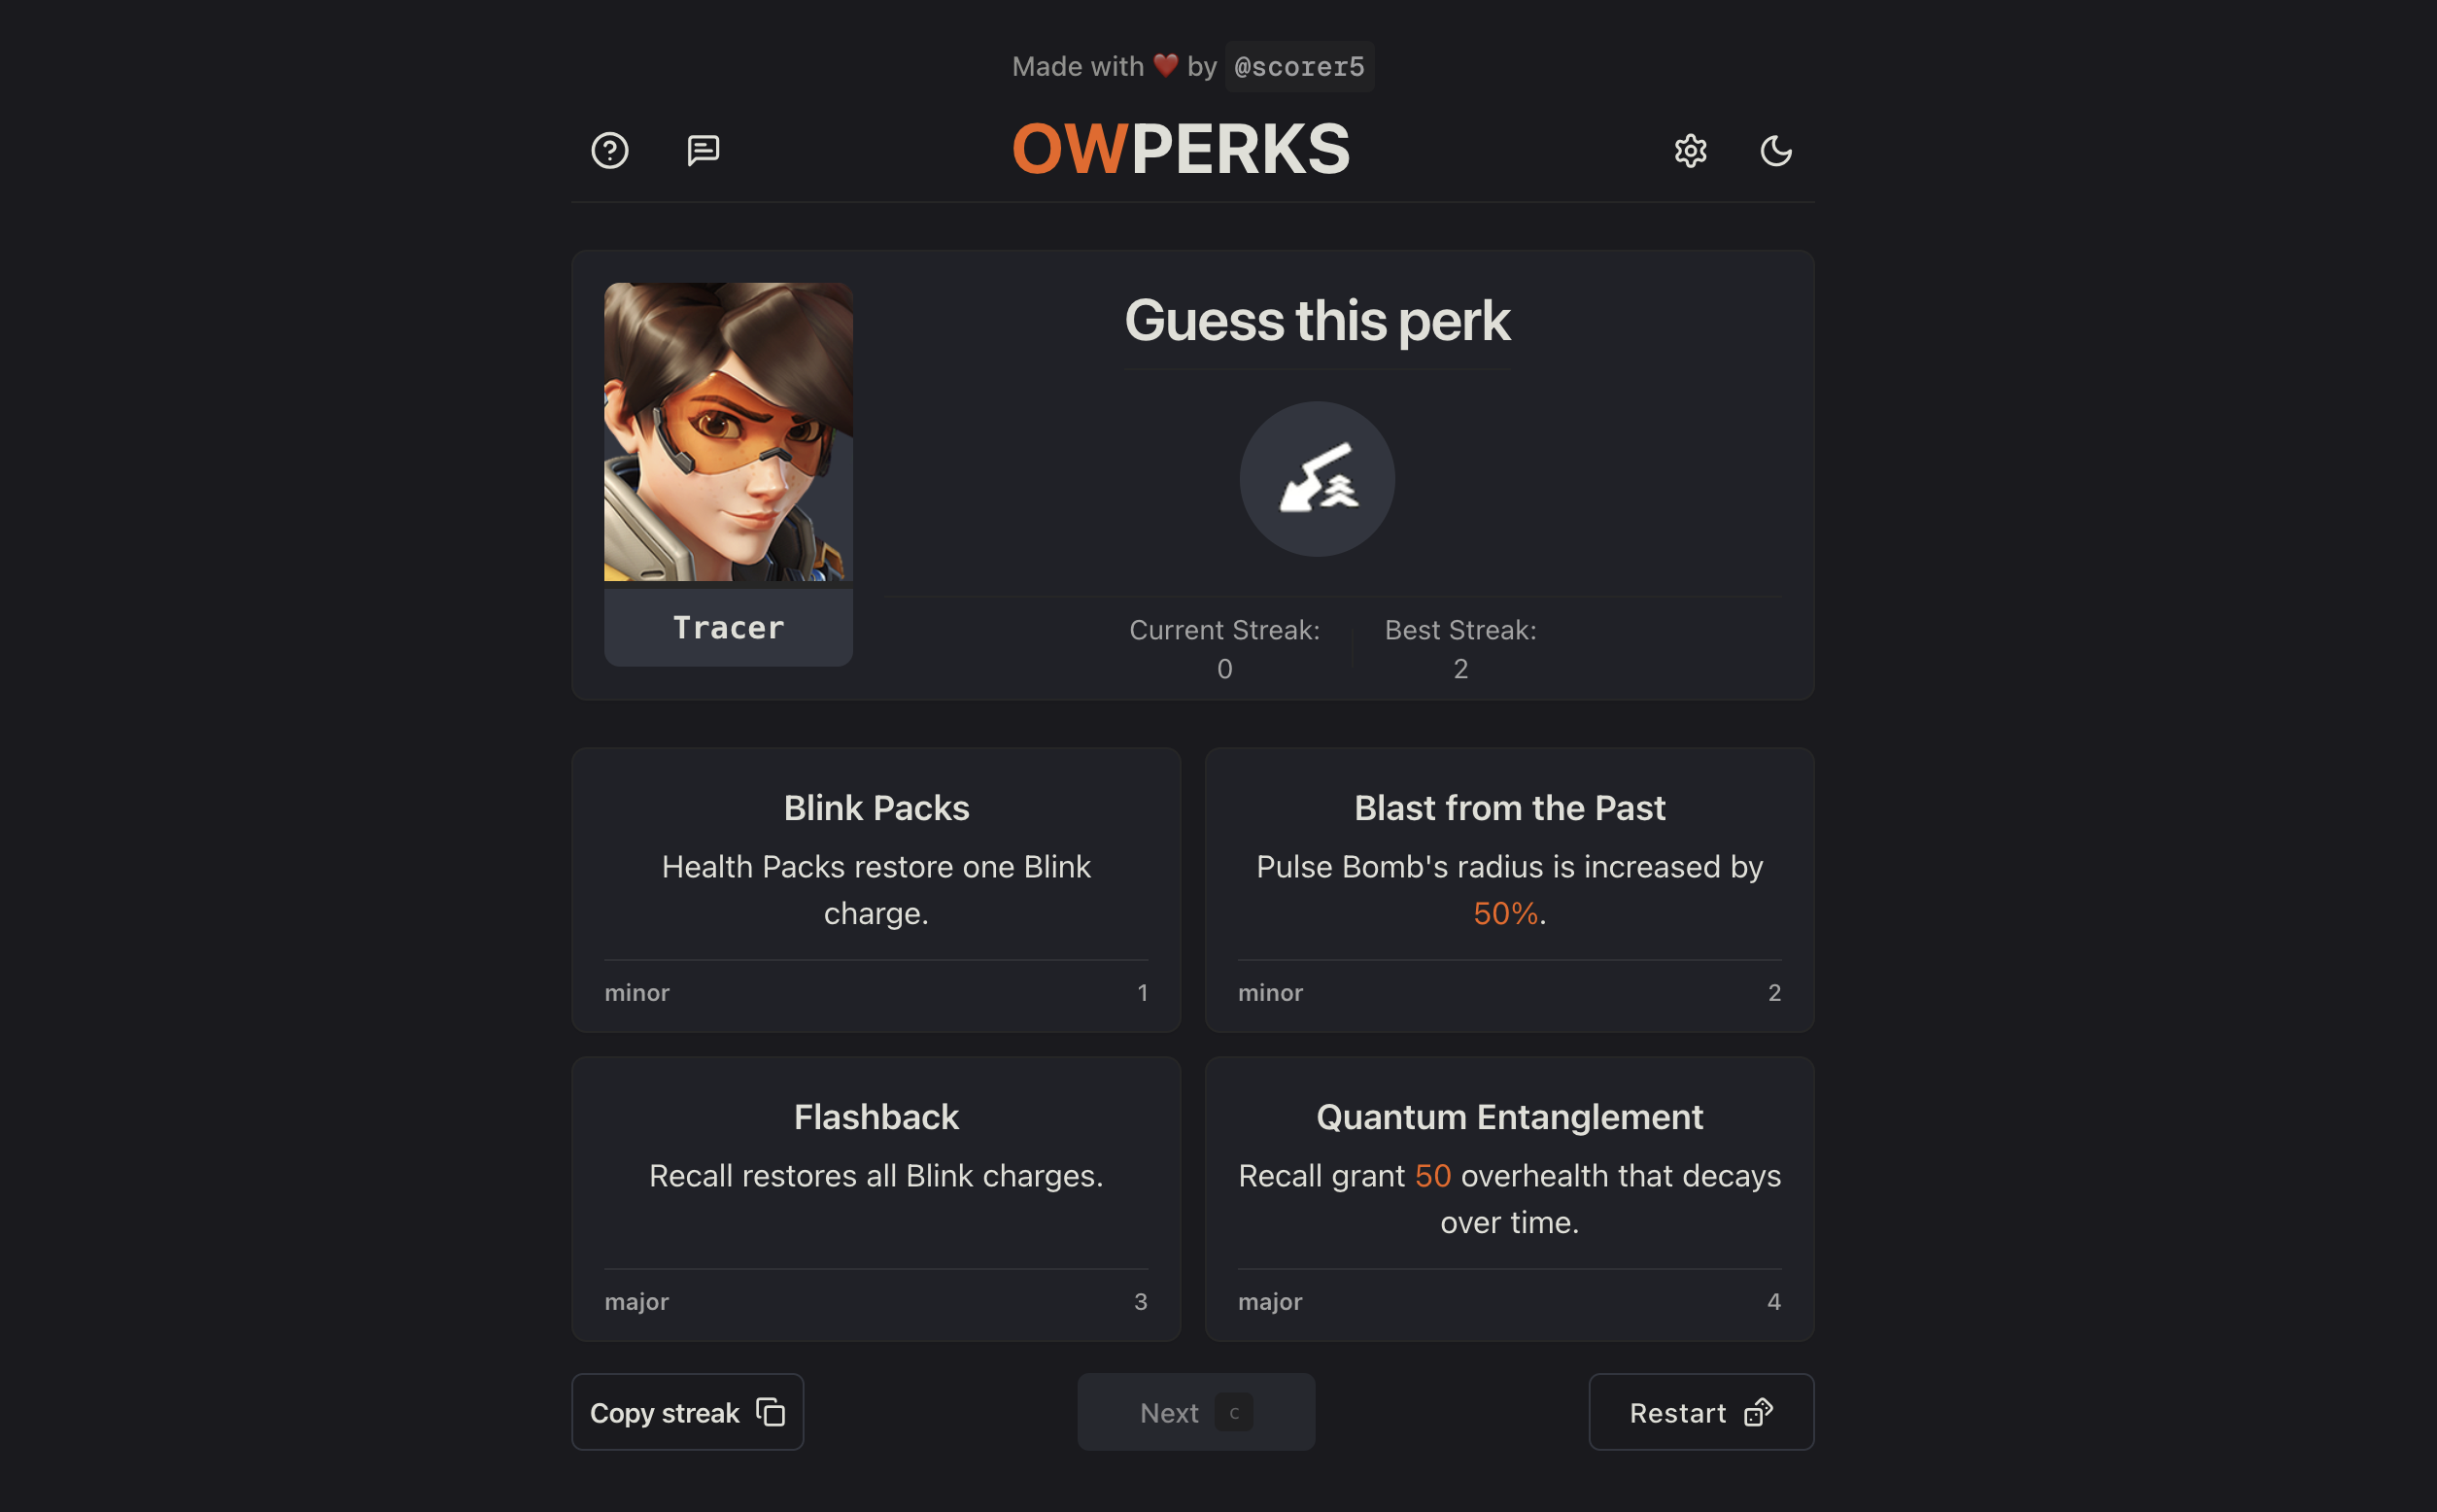 Made with ❤️ by @scorer5
OWPERKS
Guess this perk
Tracer
Current Streak:
0
Best Streak:
2
Blink Packs
Health Packs restore one Blink
charge.
minor
1
Blast from the Past
Pulse Bomb's radius is increased by
50%.
minor
2
Flashback
Recall restores all Blink charges.
major
3
Quantum Entanglement
Recall grant 50 overhealth that decays
over time.
major
4
Copy streak
Next C
Restart